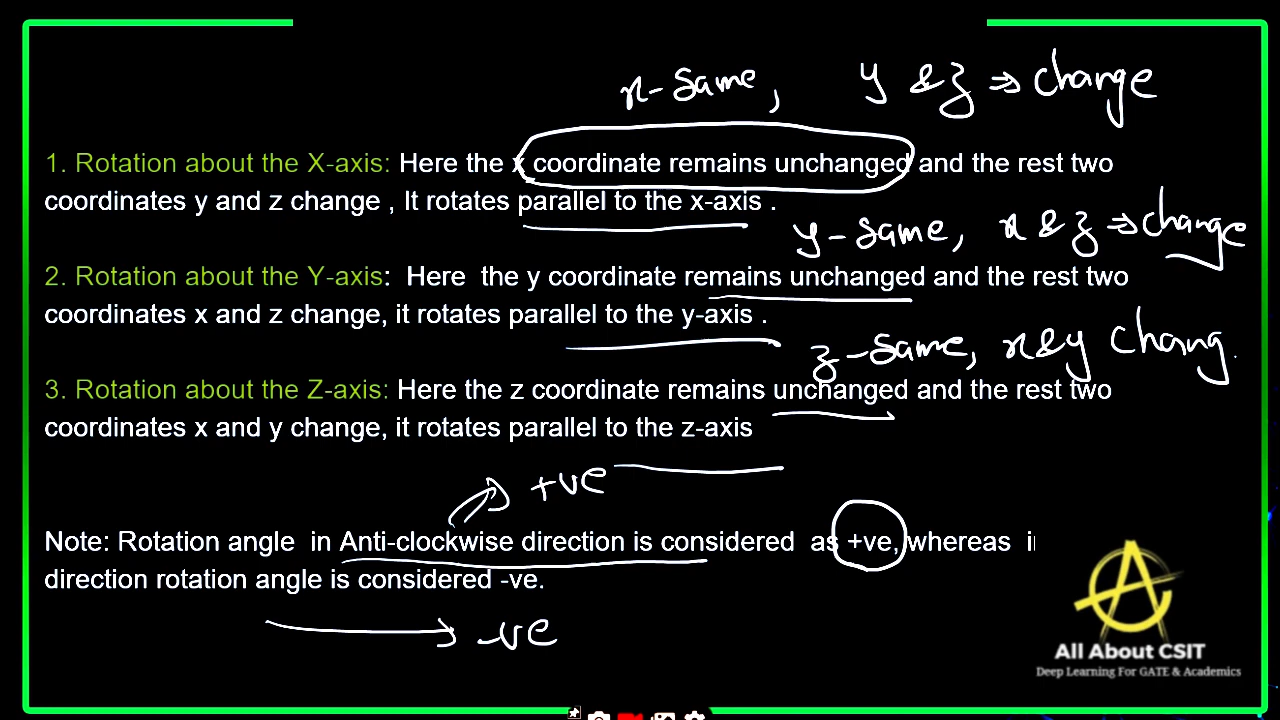 x-same, y & z ⇒ change
1. Rotation about the X-axis: Here the x coordinate remains unchanged and the rest two
coordinates y and z change , It rotates parallel to the x-axis .
y-same, x & z ⇒ change
2. Rotation about the Y-axis: Here the y coordinate remains unchanged and the rest two
coordinates x and z change, it rotates parallel to the y-axis .
z-same, x & y chang
3. Rotation about the Z-axis: Here the z coordinate remains unchanged and the rest two
coordinates x and y change, it rotates parallel to the z-axis
+ve
Note: Rotation angle in Anti-clockwise direction is considered as +ve, whereas
direction rotation angle is considered -ve.
-ve
All About CSIT
Deep Learning For GATE & Academics